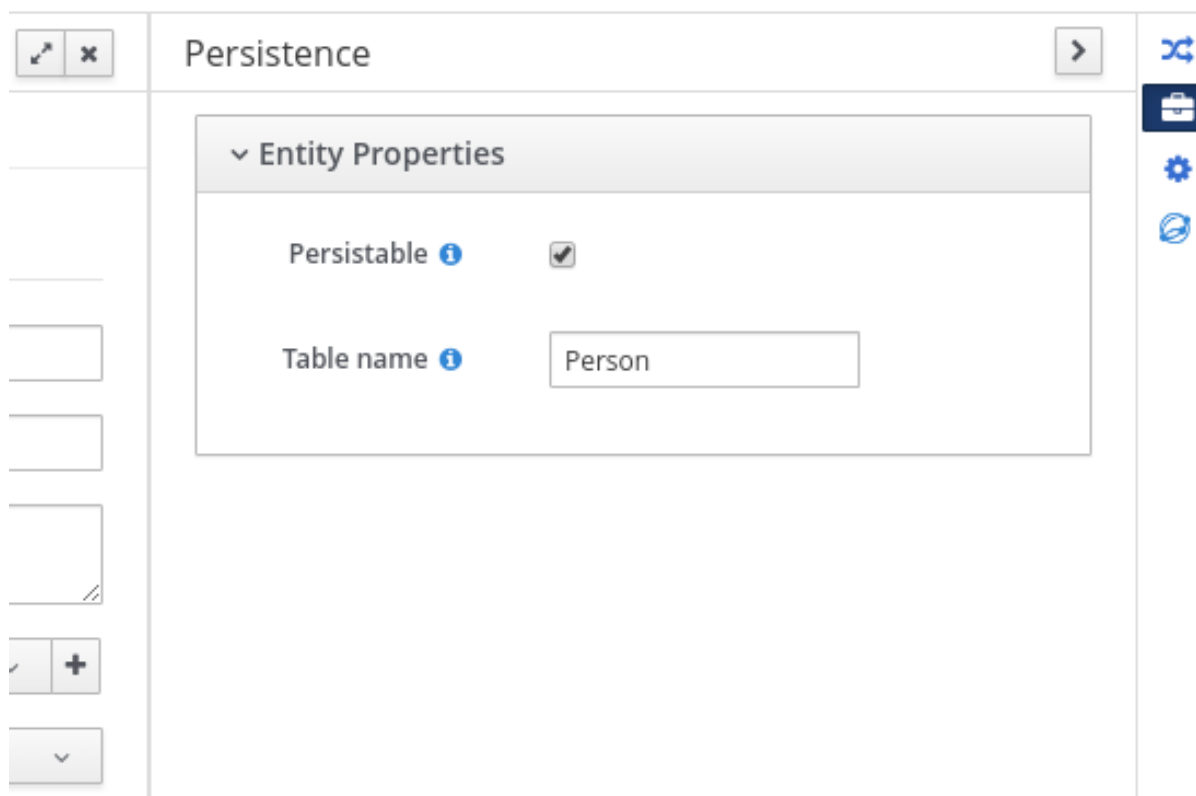 Persistence
Entity Properties
Persistable
Table name
Person